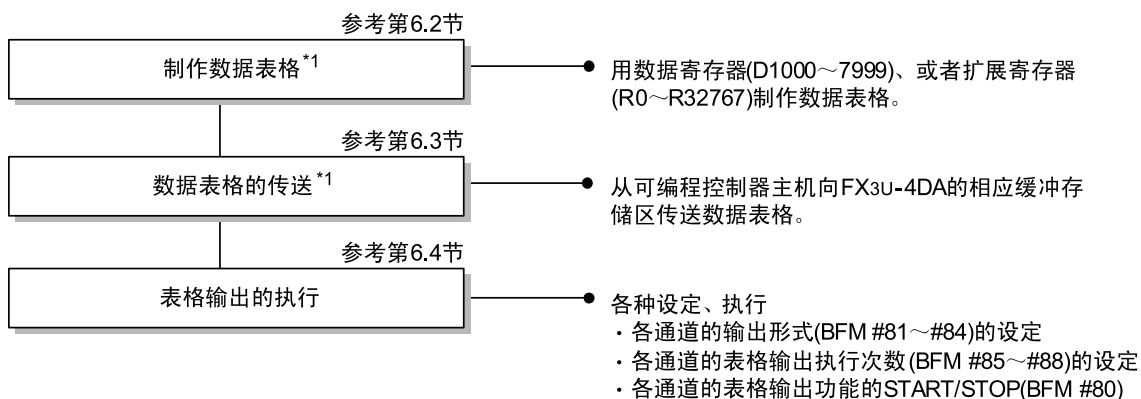 参考第6.2节
制作数据表格*1
用数据寄存器(D1000～7999)、或者扩展寄存器
(R0～R32767)制作数据表格。
参考第6.3节
数据表格的传送*1
从可编程控制器主机向FX3U-4DA的相应缓冲存
储区传送数据表格。
参考第6.4节
表格输出的执行
各种设定、执行
·各通道的输出形式(BFM #81～#84)的设定
·各通道的表格输出执行次数(BFM #85～#88)的设定
·各通道的表格输出功能的START/STOP(BFM #80)